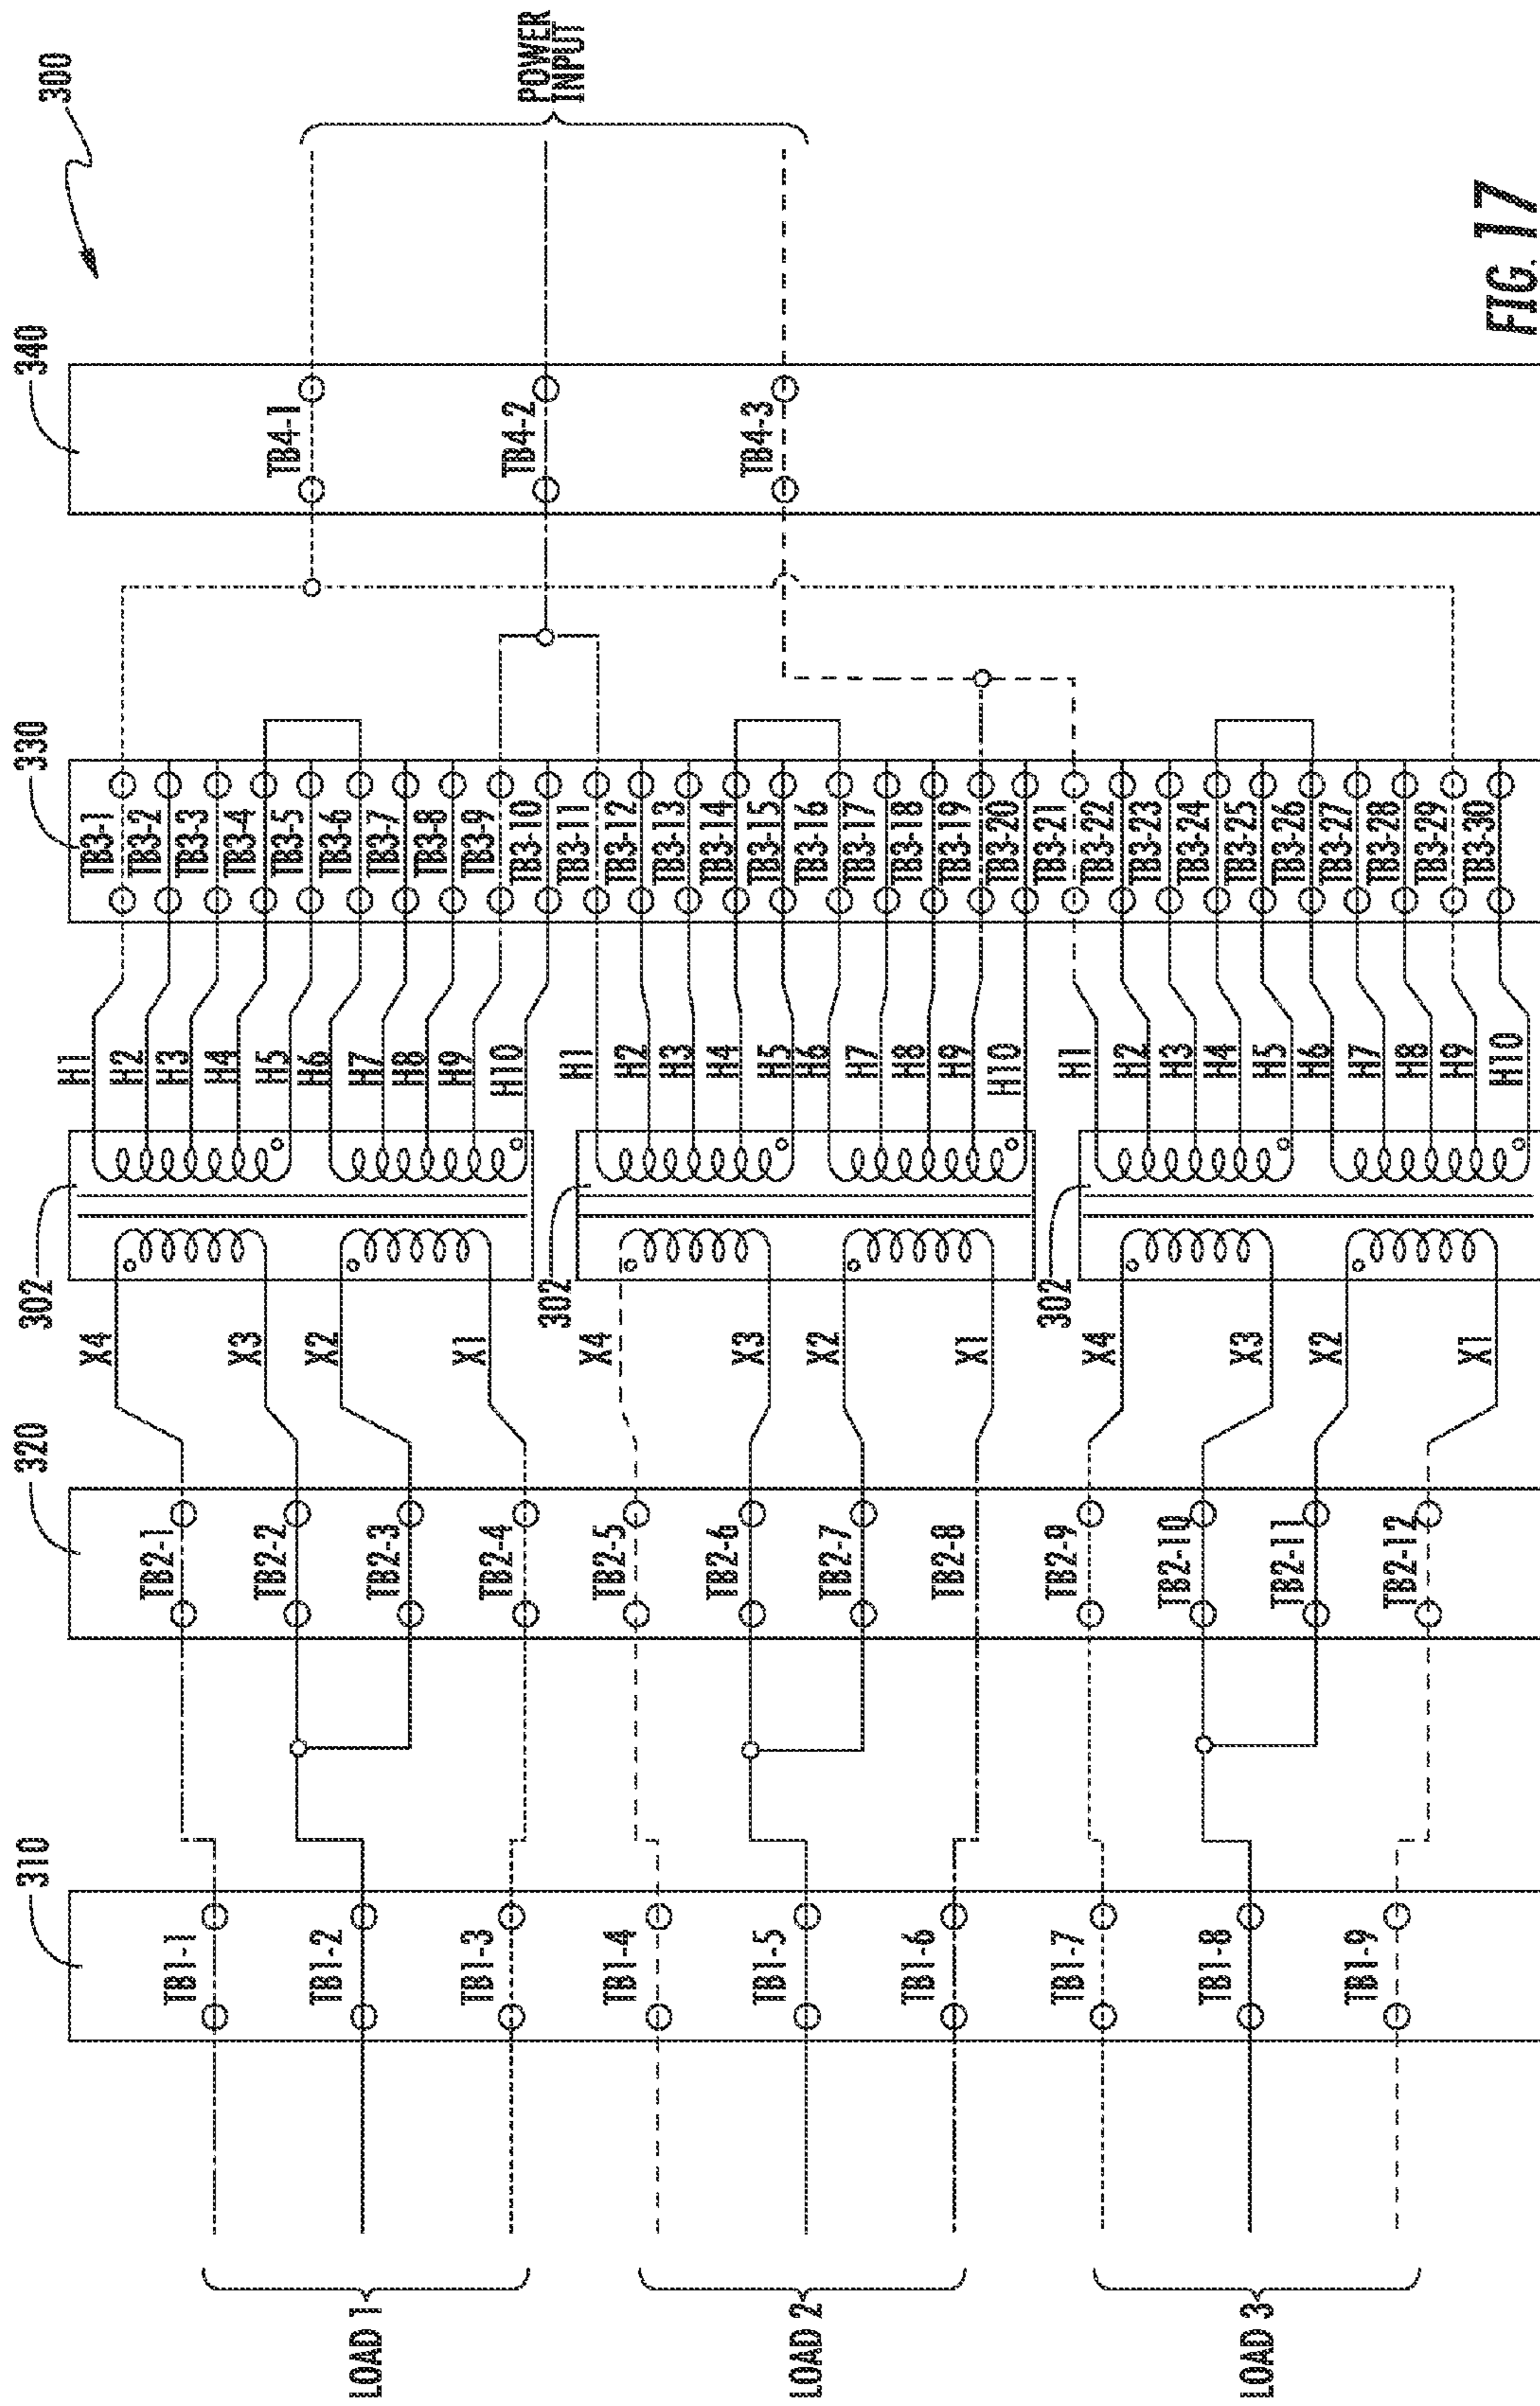 300
POWER
INPUT
340
TB4-1
TB4-2
TB4-3
330
TB3-1
TB3-2
TB3-3
TB3-4
TB3-5
TB3-6
TB3-7
TB3-8
TB3-9
TB3-10
TB3-11
TB3-12
TB3-13
TB3-14
TB3-15
TB3-16
TB3-17
TB3-18
TB3-19
TB3-20
TB3-21
TB3-22
TB3-23
TB3-24
TB3-25
TB3-26
TB3-27
TB3-28
TB3-29
TB3-30
H1
H2
H3
H4
H5
H6
H7
H8
H9
H10
H1
H2
H3
H4
H5
H6
H7
H8
H9
H10
H1
H2
H3
H4
H5
H6
H7
H8
H9
H10
302
302
302
X4
X3
X2
X1
X4
X3
X2
X1
X4
X3
X2
X1
320
TB2-1
TB2-2
TB2-3
TB2-4
TB2-5
TB2-6
TB2-7
TB2-8
TB2-9
TB2-10
TB2-11
TB2-12
310
TB1-1
TB1-2
TB1-3
TB1-4
TB1-5
TB1-6
TB1-7
TB1-8
TB1-9
LOAD 1
LOAD 2
LOAD 3
FIG. 17